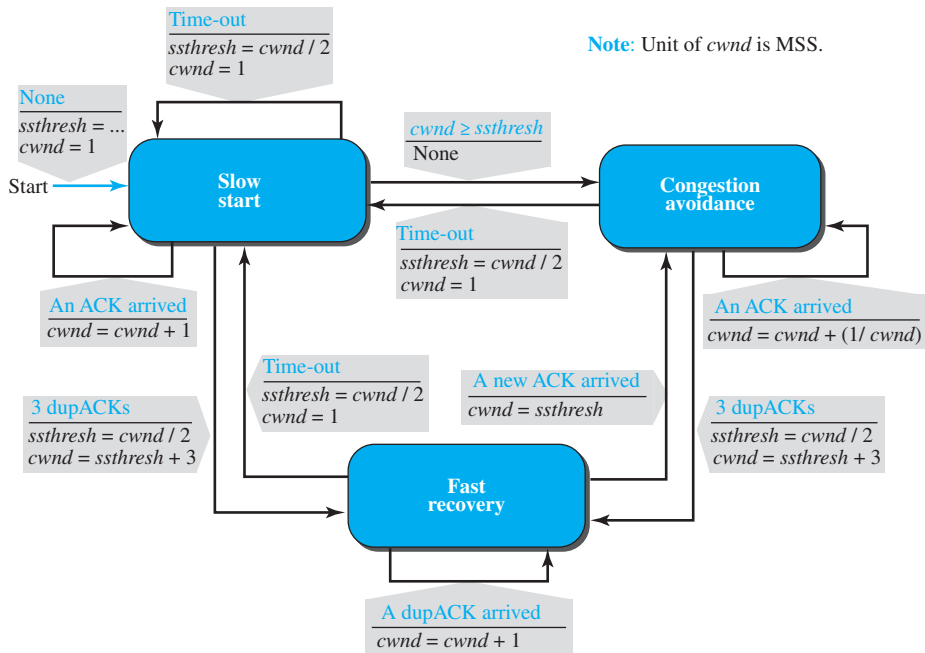 Time-out
ssthresh = cwnd / 2
cwnd = 1
Note: Unit of cwnd is MSS.
None
ssthresh = ...
cwnd = 1
Start
Slow
start
cwnd ≥ ssthresh
None
Congestion
avoidance
Time-out
ssthresh = cwnd / 2
cwnd = 1
An ACK arrived
cwnd = cwnd + 1
An ACK arrived
cwnd = cwnd + (1/ cwnd)
Time-out
ssthresh = cwnd / 2
cwnd = 1
A new ACK arrived
cwnd = ssthresh
3 dupACKs
ssthresh = cwnd / 2
cwnd = ssthresh + 3
3 dupACKs
ssthresh = cwnd / 2
cwnd = ssthresh + 3
Fast
recovery
A dupACK arrived
cwnd = cwnd + 1